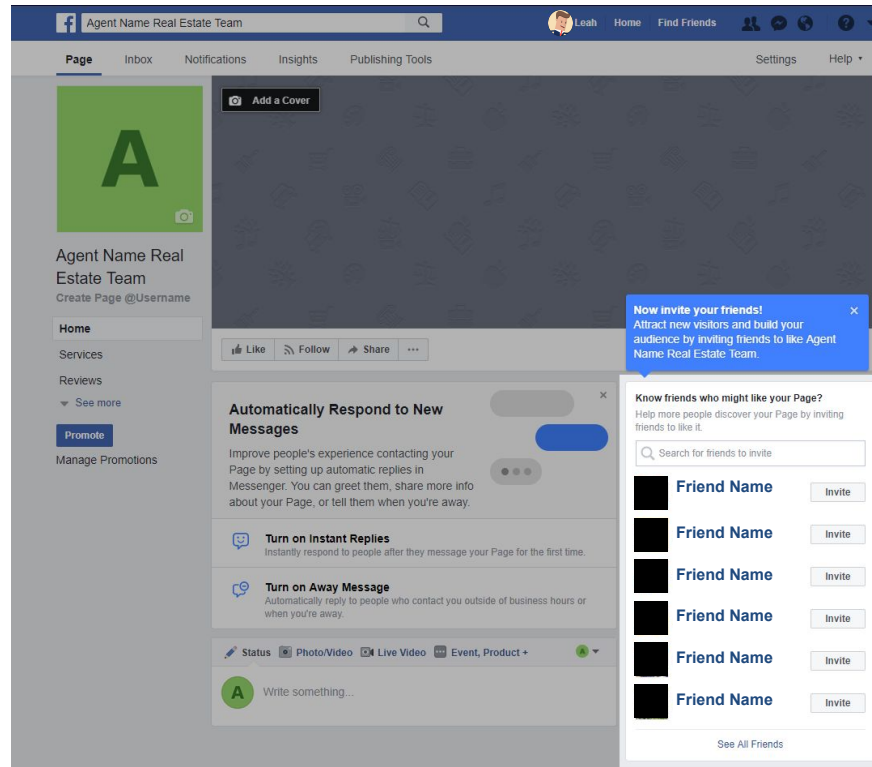 Agent Name Real Estate Team
Leah Home Find Friends
Page Inbox Notifications Insights Publishing Tools Settings Help
Add a Cover
A
Agent Name Real
Estate Team
Create Page @Username
Home
Services
Reviews
See more
Promote
Manage Promotions
Like Follow Share ...
Now invite your friends!
Attract new visitors and build your
audience by inviting friends to like Agent
Name Real Estate Team.
Automatically Respond to New
Messages
Improve people's experience contacting your
Page by setting up automatic replies in
Messenger. You can greet them, share more info
about your Page, or tell them when you're away.
Turn on Instant Replies
Instantly respond to people after they message your Page for the first time.
Turn on Away Message
Automatically reply to people who contact you outside of business hours or
when you're away.
Status Photo/Video Live Video Event, Product +
A
A Write something...
Know friends who might like your Page?
Help more people discover your Page by inviting
friends to like it.
Search for friends to invite
Friend Name Invite
Friend Name Invite
Friend Name Invite
Friend Name Invite
Friend Name Invite
Friend Name Invite
See All Friends